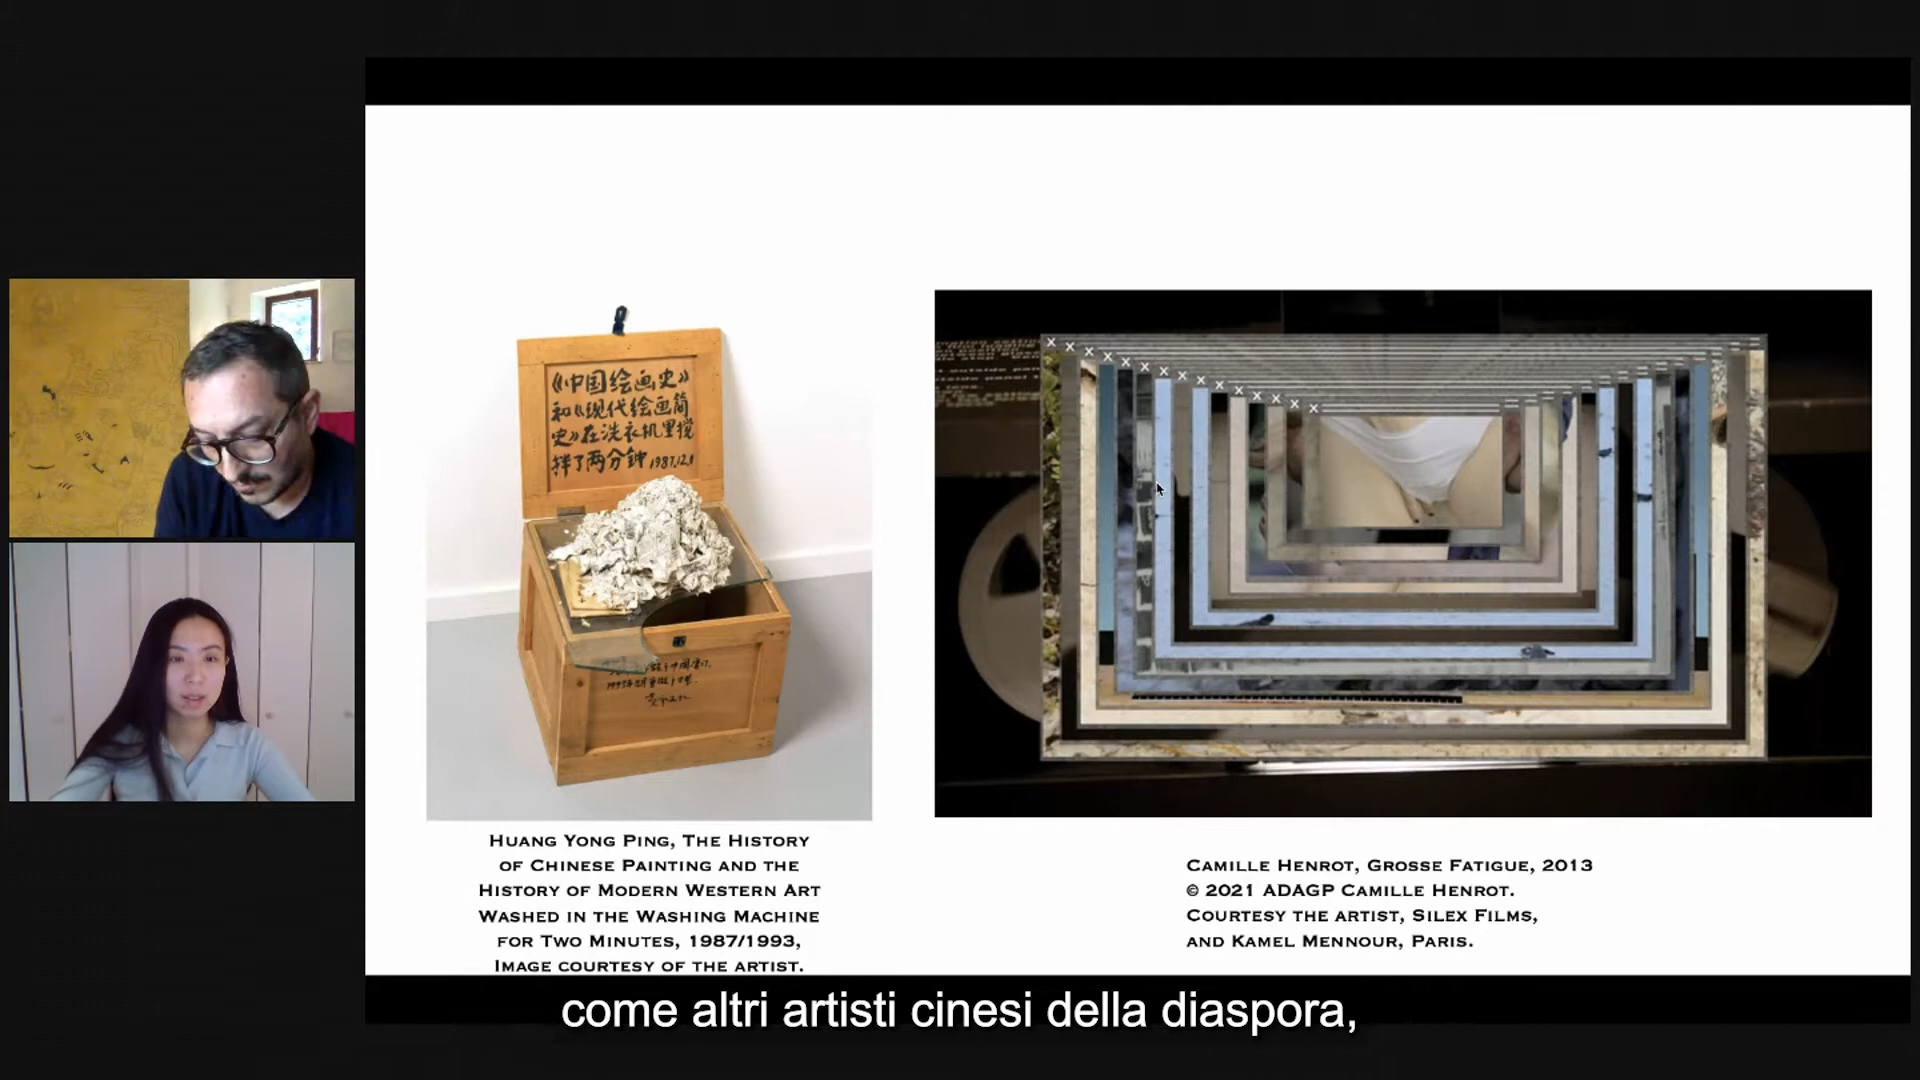 《中国绘画史》
和《现代绘画简
史》在洗衣机里搅
拌了两分钟 1987.12.1
Huang Yong Ping, The History
of Chinese Painting and the
History of Modern Western Art
Washed in the Washing Machine
for Two Minutes, 1987/1993,
Image courtesy of the artist.
Camille Henrot, Grosse Fatigue, 2013
© 2021 ADAGP Camille Henrot.
Courtesy the artist, Silex Films,
and Kamel Mennour, Paris.
come altri artisti cinesi della diaspora,